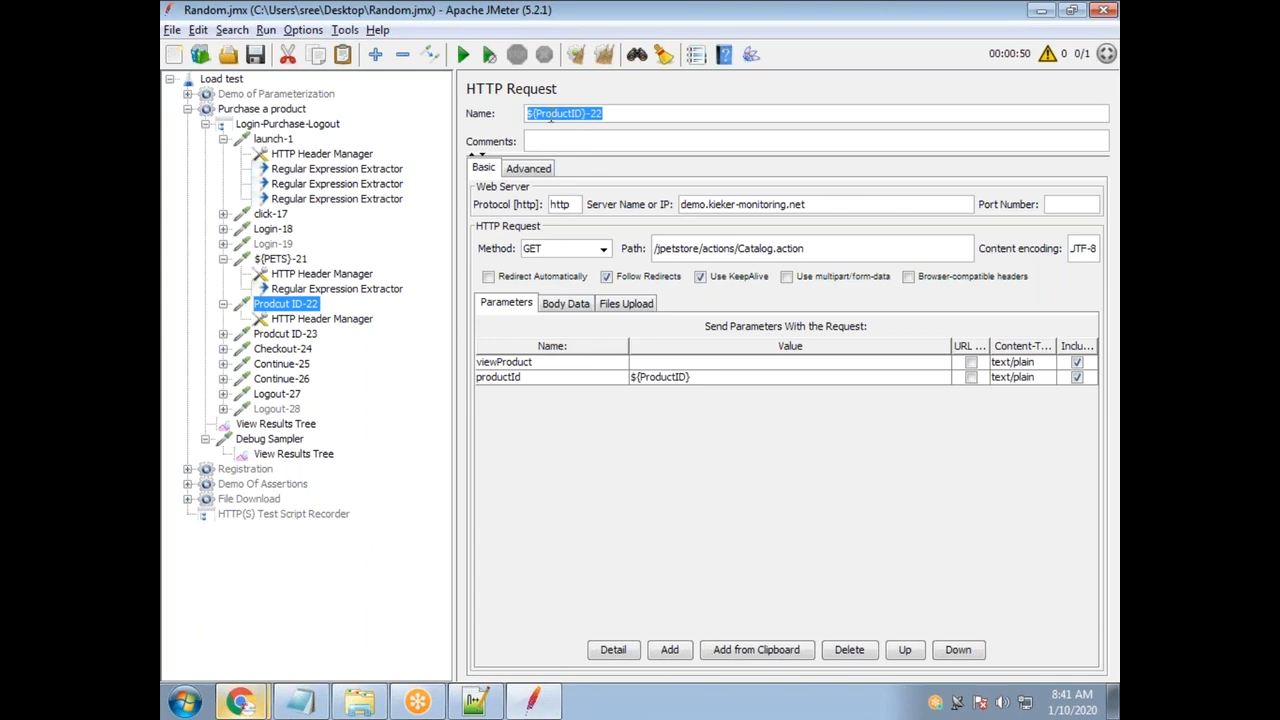 Random.jmx (C:\Users\sree\Desktop\Random.jmx) - Apache JMeter (5.2.1)
File Edit Search Run Options Tools Help
00:00:50 0 0/1
Load test
Demo of Parameterization
Purchase a product
Login-Purchase-Logout
launch-1
HTTP Header Manager
Regular Expression Extractor
Regular Expression Extractor
Regular Expression Extractor
click-17
Login-18
Login-19
${PETS}-21
HTTP Header Manager
Regular Expression Extractor
Prodcut ID-22
HTTP Header Manager
Prodcut ID-23
Checkout-24
Continue-25
Continue-26
Logout-27
Logout-28
View Results Tree
Debug Sampler
View Results Tree
Registration
Demo Of Assertions
File Download
HTTP(S) Test Script Recorder
HTTP Request
Name: ${ProductID}-22
Comments:
Basic Advanced
Web Server
Protocol [http]: http Server Name or IP: demo.kieker-monitoring.net Port Number:
HTTP Request
Method: GET Path: /jpetstore/actions/Catalog.action Content encoding: UTF-8
Redirect Automatically Follow Redirects Use KeepAlive Use multipart/form-data Browser-compatible headers
Parameters Body Data Files Upload
Send Parameters With the Request:
Name: Value URL ... Content-T... Inclu...
viewProduct text/plain
productId ${ProductID} text/plain
Detail Add Add from Clipboard Delete Up Down
8:41 AM
1/10/2020